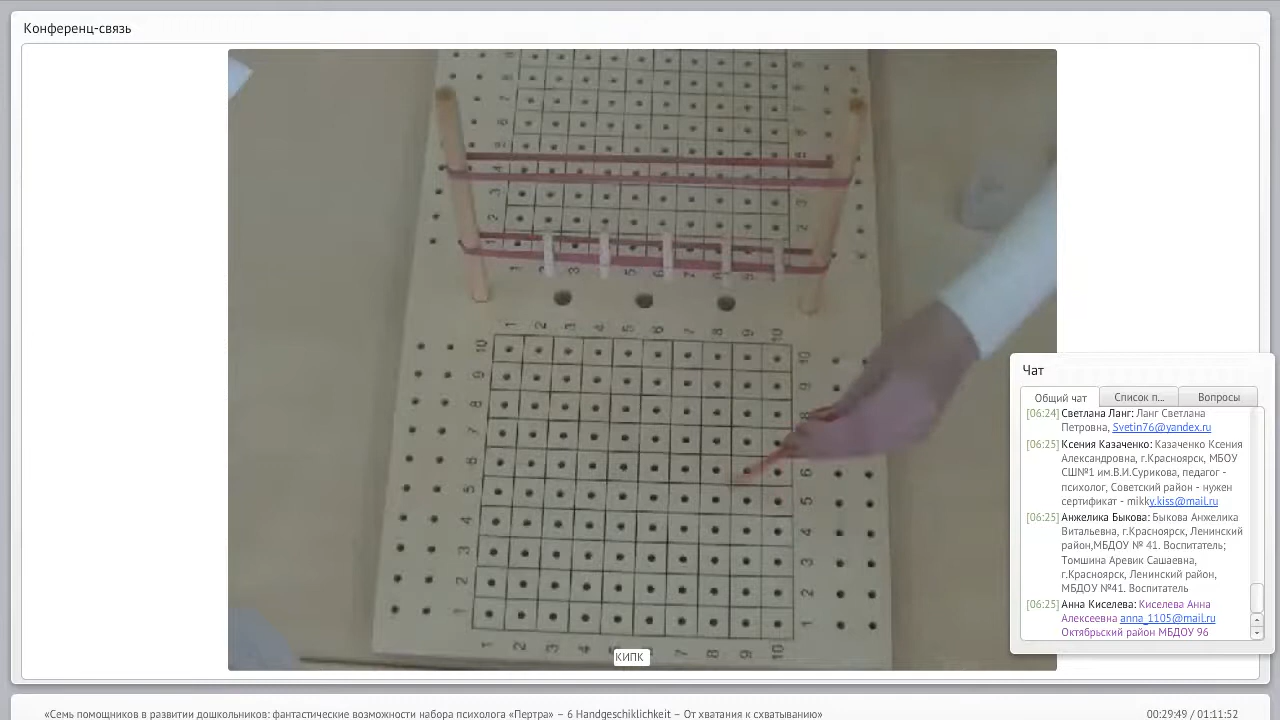 Конференц-связь
КИПК
Чат
Общий чат
Список п...
Вопросы
[06:24] Светлана Ланг: Ланг Светлана
Петровна, Svetin76@yandex.ru
[06:25] Ксения Казаченко: Казаченко Ксения
Александровна, г.Красноярск, МБОУ
СШ№1 им.В.И.Сурикова, педагог -
психолог, Советский район - нужен
сертификат - mikky.kiss@mail.ru
[06:25] Анжелика Быкова: Быкова Анжелика
Витальевна, г.Красноярск, Ленинский
район,МБДОУ № 41. Воспитатель;
Томшина Аревик Сашаевна,
г.Красноярск, Ленинский район,
МБДОУ №41. Воспитатель
[06:25] Анна Киселева: Киселева Анна
Алексеевна anna_1105@mail.ru
Октябрьский район МБДОУ 96
«Семь помощников в развитии дошкольников: фантастические возможности набора психолога «Пертра» – 6 Handgeschiklichkeit – От хватания к схватыванию»
00:29:49 / 01:11:52